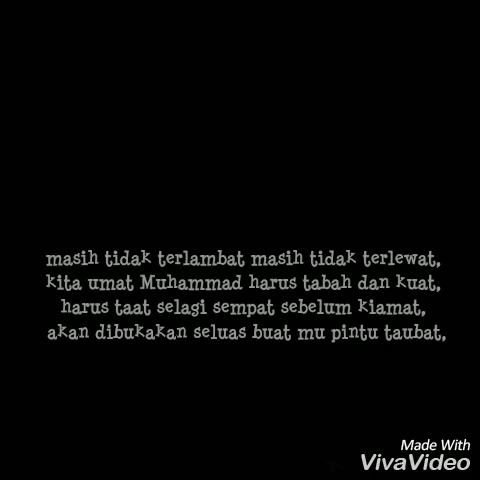 masih tidak terlambat masih tidak terlewat,
kita umat Muhammad harus tabah dan kuat,
harus taat selagi sempat sebelum kiamat,
akan dibukakan seluas buat mu pintu taubat,
Made With
VivaVideo